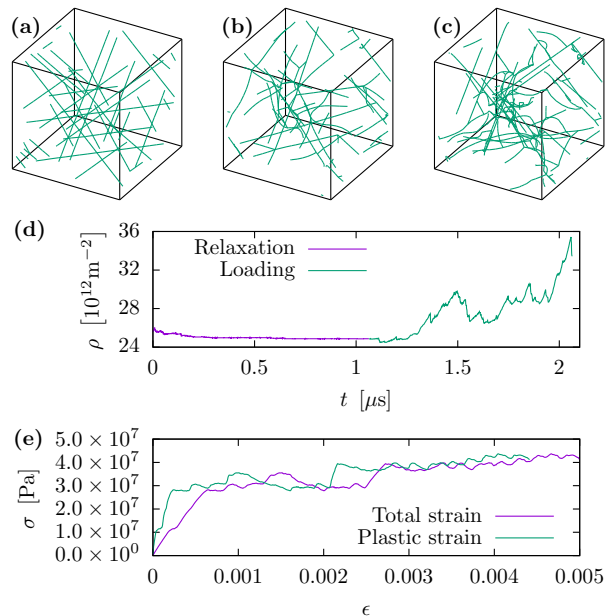 (a) (b) (c)
(d)
36
32
28
24
ρ [10¹²m⁻²]
Relaxation
Loading
0 0.5 1 1.5 2
t [μs]
(e)
5.0 × 10⁷
4.0 × 10⁷
3.0 × 10⁷
2.0 × 10⁷
1.0 × 10⁷
0.0 × 10⁰
σ [Pa]
Total strain
Plastic strain
0 0.001 0.002 0.003 0.004 0.005
ϵ